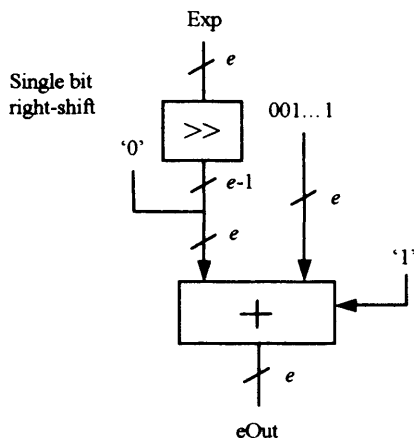 Exp
e
Single bit
right-shift
>>
001...1
'0'
e-1
e
e
'1'
+
e
eOut